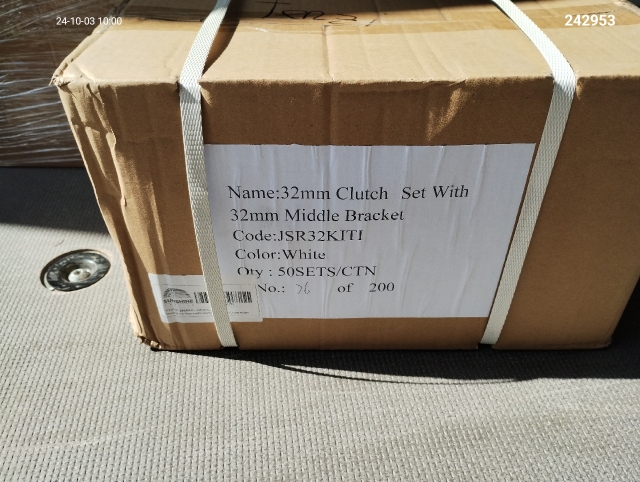 24-10-03 10:00
242953
Name:32mm Clutch Set With
32mm Middle Bracket
Code:JSR32KIT1
Color:White
Qty : 50SETS/CTN
No.: 76 of 200